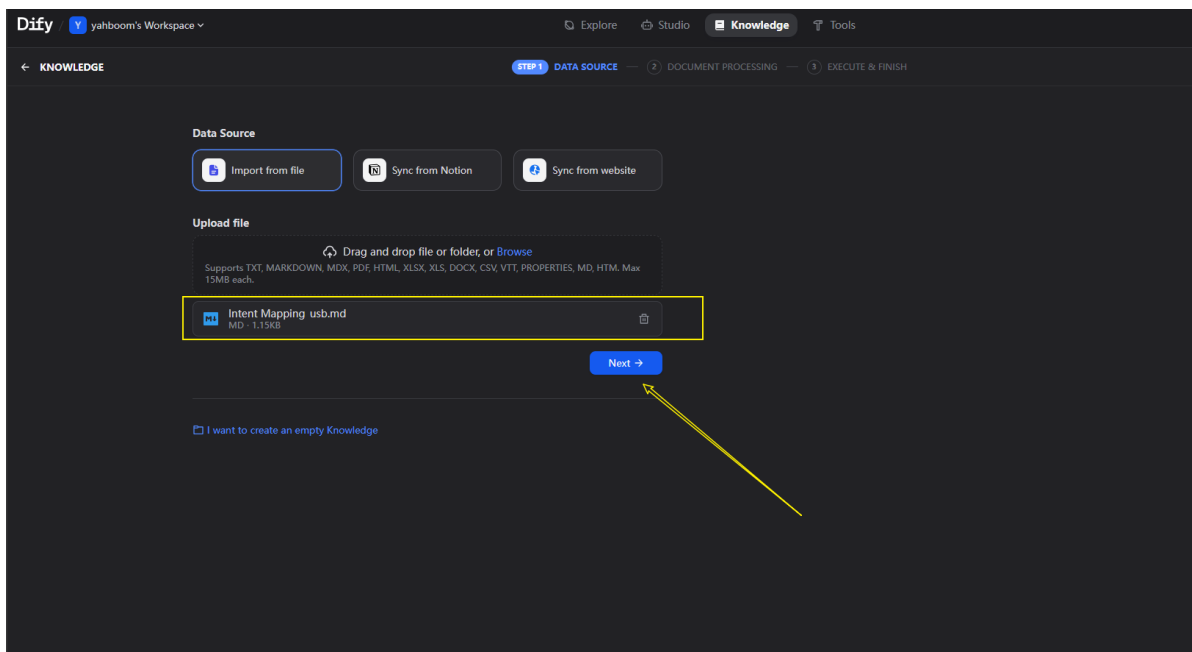 Dify / Y yahboom's Workspace
Explore
Studio
Knowledge
Tools
← KNOWLEDGE
STEP 1 DATA SOURCE — 2 DOCUMENT PROCESSING — 3 EXECUTE & FINISH
Data Source
Import from file
Sync from Notion
Sync from website
Upload file
Drag and drop file or folder, or Browse
Supports TXT, MARKDOWN, MDX, PDF, HTML, XLSX, XLS, DOCX, CSV, VTT, PROPERTIES, MD, HTM. Max
15MB each.
Intent Mapping usb.md
MD · 1.15KB
Next →
I want to create an empty Knowledge